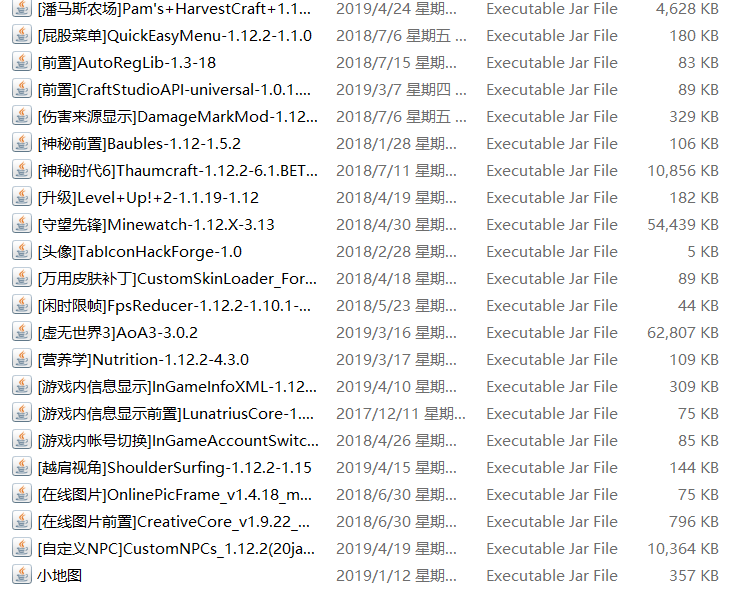 [潘马斯农场]Pam's+HarvestCraft+1.1... 2019/4/24 星期... Executable Jar File 4,628 KB
[屁股菜单]QuickEasyMenu-1.12.2-1.1.0 2018/7/6 星期五 ... Executable Jar File 180 KB
[前置]AutoRegLib-1.3-18 2018/7/15 星期... Executable Jar File 83 KB
[前置]CraftStudioAPI-universal-1.0.1.... 2019/3/7 星期四 ... Executable Jar File 89 KB
[伤害来源显示]DamageMarkMod-1.12... 2018/7/6 星期五 ... Executable Jar File 329 KB
[神秘前置]Baubles-1.12-1.5.2 2018/1/28 星期... Executable Jar File 106 KB
[神秘时代6]Thaumcraft-1.12.2-6.1.BET... 2018/7/11 星期... Executable Jar File 10,856 KB
[升级]Level+Up!+2-1.1.19-1.12 2018/4/19 星期... Executable Jar File 182 KB
[守望先锋]Minewatch-1.12.X-3.13 2018/4/30 星期... Executable Jar File 54,439 KB
[头像]TabIconHackForge-1.0 2018/2/28 星期... Executable Jar File 5 KB
[万用皮肤补丁]CustomSkinLoader_For... 2018/4/18 星期... Executable Jar File 89 KB
[闲时限帧]FpsReducer-1.12.2-1.10.1-... 2018/5/23 星期... Executable Jar File 44 KB
[虚无世界3]AoA3-3.0.2 2019/3/16 星期... Executable Jar File 62,807 KB
[营养学]Nutrition-1.12.2-4.3.0 2019/3/17 星期... Executable Jar File 109 KB
[游戏内信息显示]InGameInfoXML-1.12... 2019/4/10 星期... Executable Jar File 309 KB
[游戏内信息显示前置]LunatriusCore-1.... 2017/12/11 星期... Executable Jar File 75 KB
[游戏内帐号切换]InGameAccountSwitc... 2018/4/26 星期... Executable Jar File 85 KB
[越肩视角]ShoulderSurfing-1.12.2-1.15 2019/4/15 星期... Executable Jar File 144 KB
[在线图片]OnlinePicFrame_v1.4.18_m... 2018/6/30 星期... Executable Jar File 75 KB
[在线图片前置]CreativeCore_v1.9.22_... 2018/6/30 星期... Executable Jar File 796 KB
[自定义NPC]CustomNPCs_1.12.2(20ja... 2019/4/19 星期... Executable Jar File 10,364 KB
小地图 2019/1/12 星期... Executable Jar File 357 KB